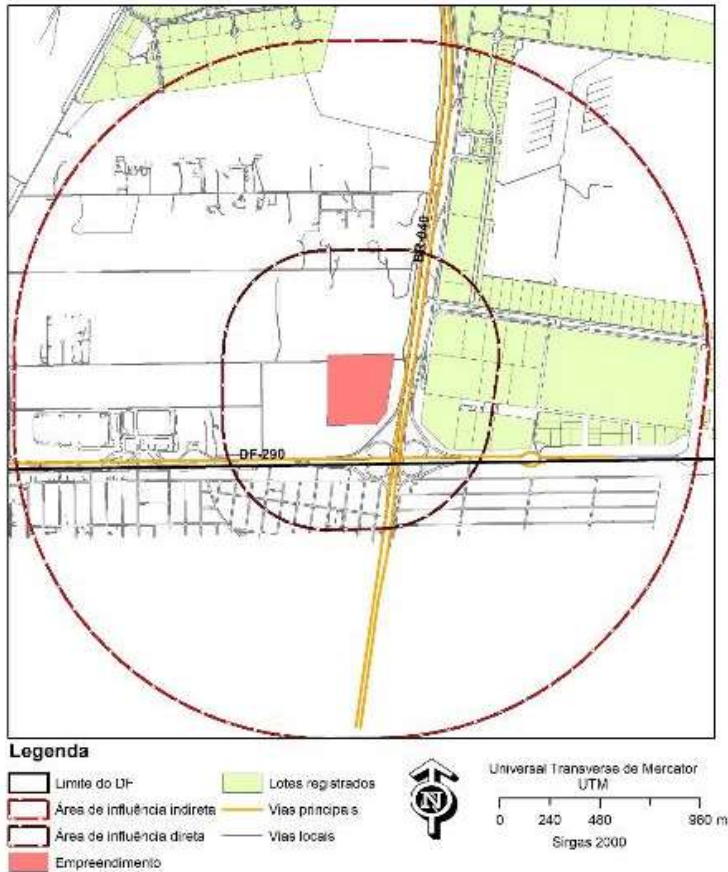 BR-040
DF-290
Legenda
Limite do DF
Área de influência indireta
Área de influência direta
Empreendimento
Lotes registrados
Vias principais
Vias locais
N
Universal Transverse de Mercator
UTM
0 240 480 960 m
Sirgas 2000